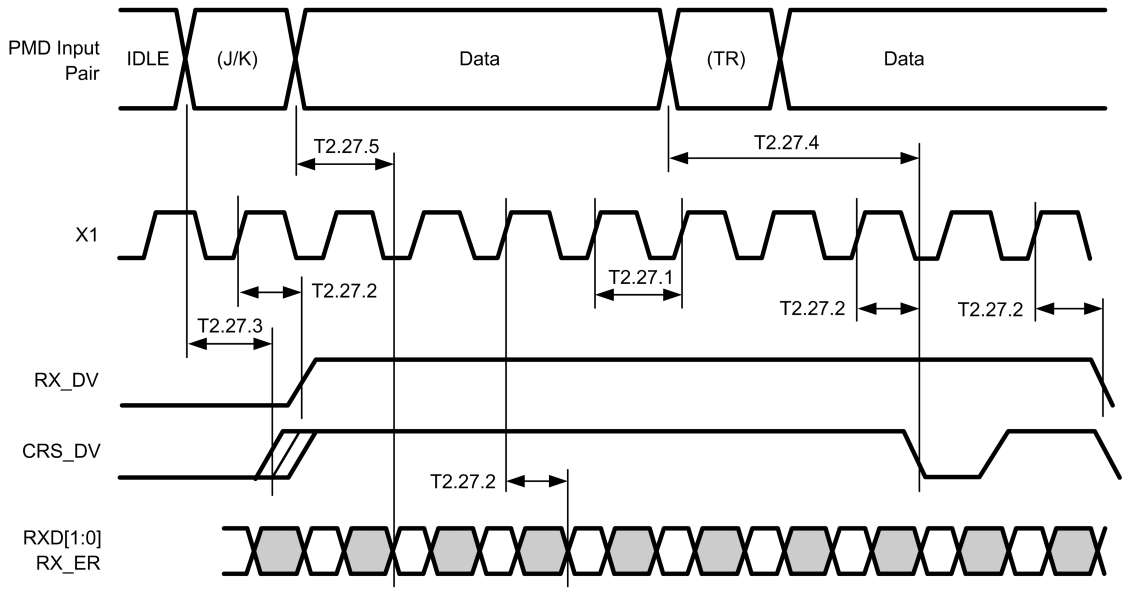 PMD Input
Pair
IDLE
(J/K)
Data
(TR)
Data
T2.27.5
T2.27.4
X1
T2.27.2
T2.27.1
T2.27.2
T2.27.2
T2.27.3
RX_DV
CRS_DV
T2.27.2
RXD[1:0]
RX_ER